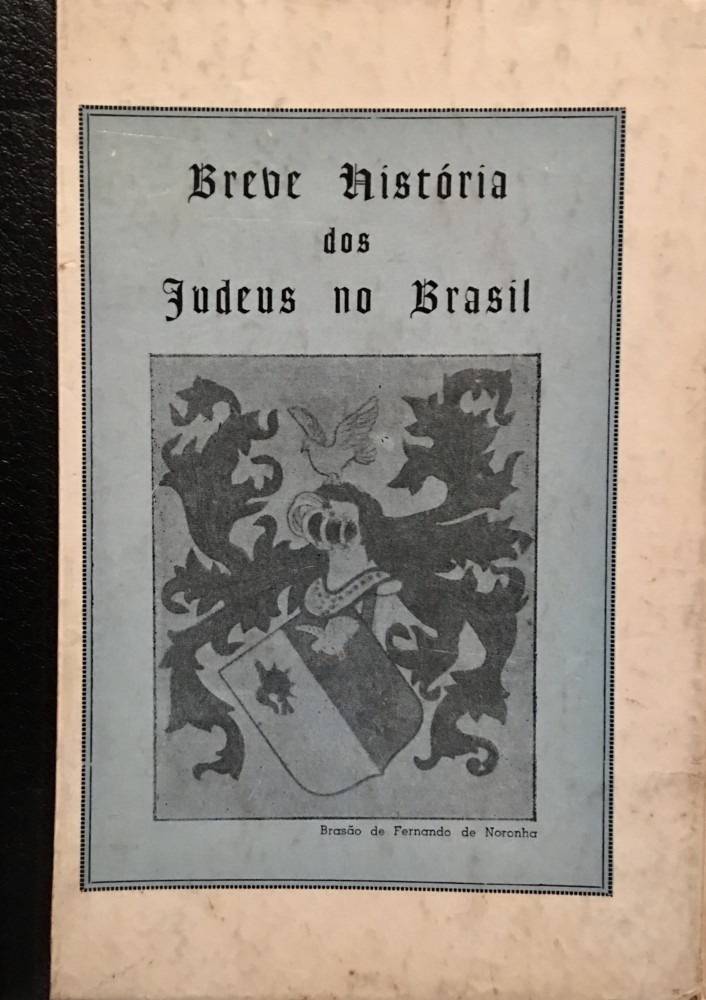 Breve História
dos
Judeus no Brasil
Brasão de Fernando de Noronha